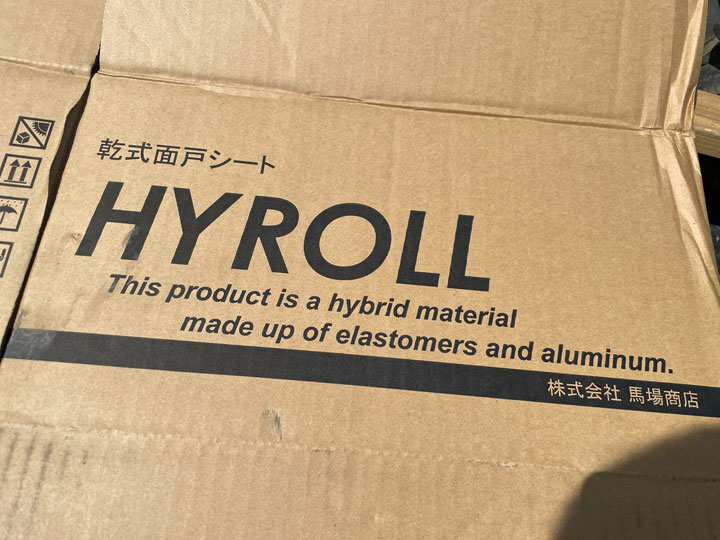 乾式面戸シート
HYROLL
This product is a hybrid material
made up of elastomers and aluminum.
株式会社 馬場商店